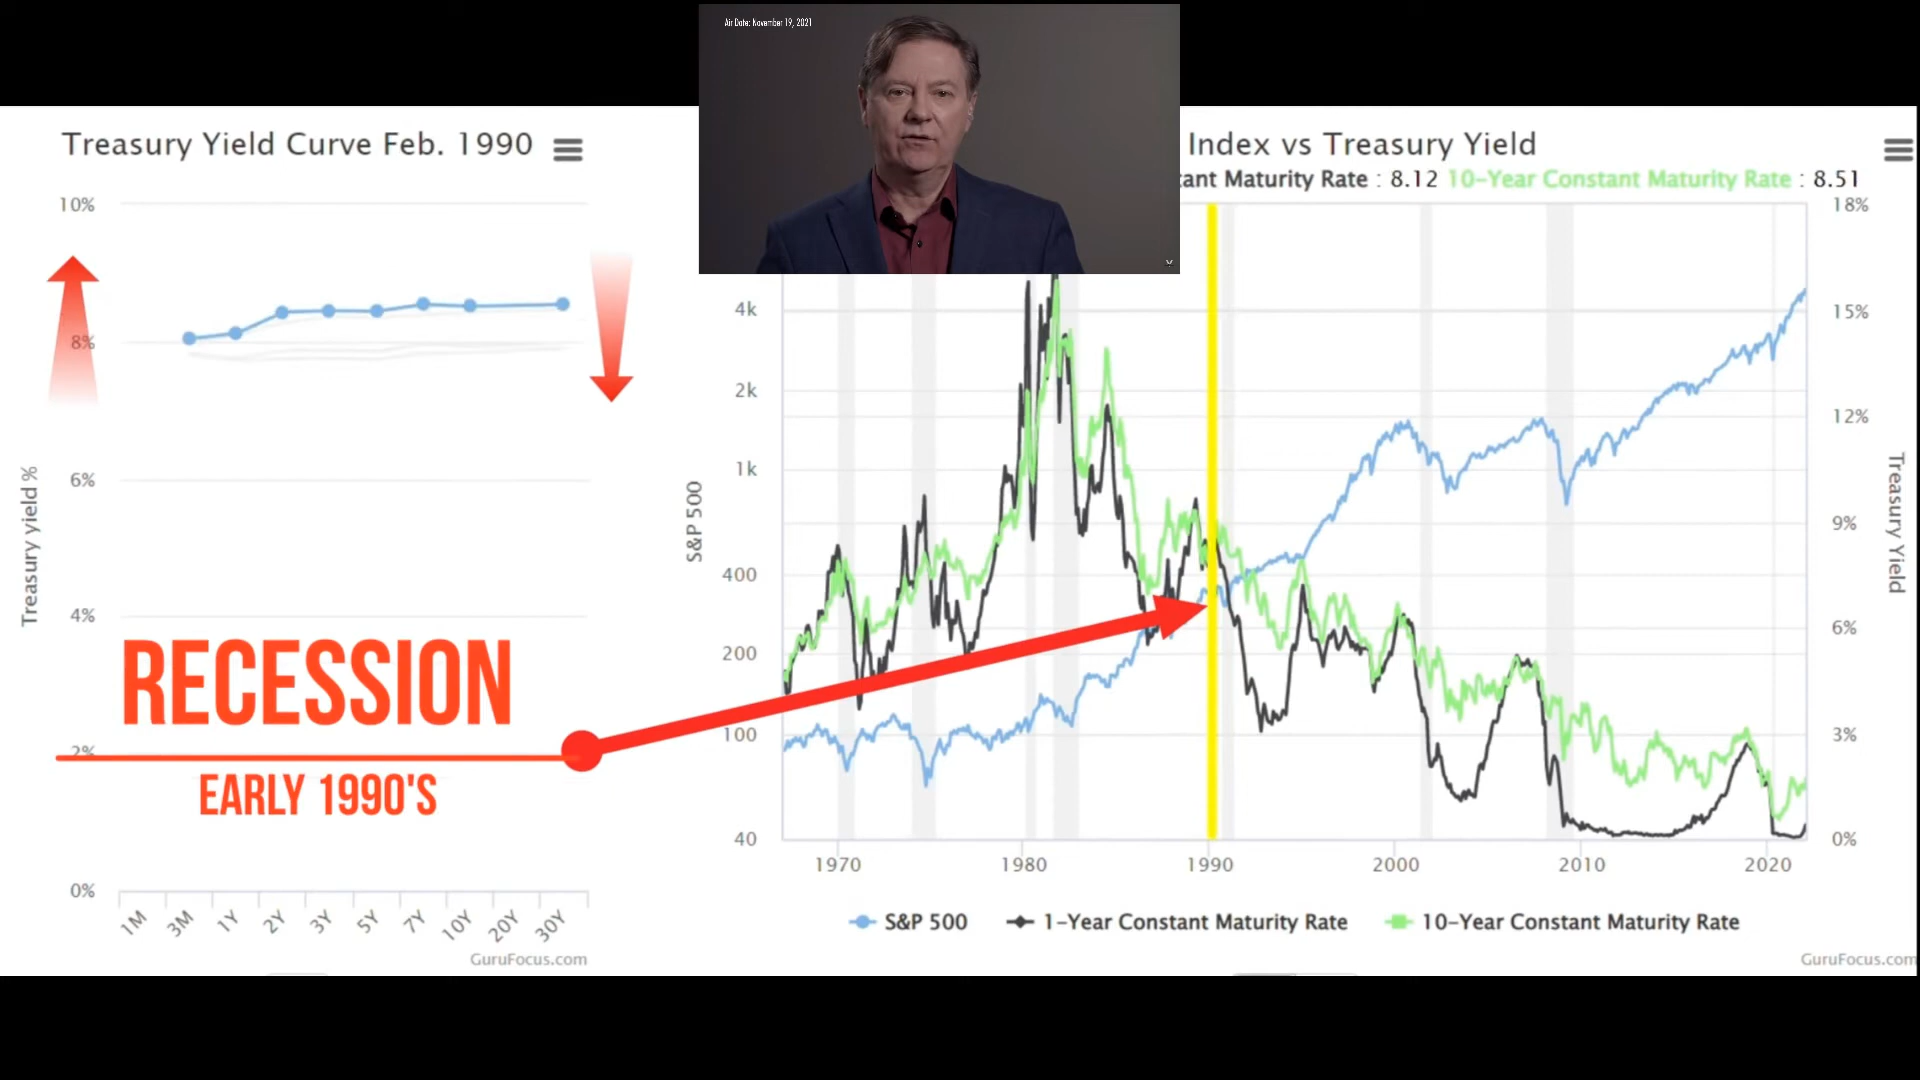 Air Date: November 19, 2021
Treasury Yield Curve Feb. 1990
10%
8%
6%
4%
2%
0%
Treasury yield %
RECESSION
EARLY 1990'S
1M
3M
1Y
2Y
3Y
5Y
7Y
10Y
20Y
30Y
GuruFocus.com
Index vs Treasury Yield
Maturity Rate : 8.12 10-Year Constant Maturity Rate : 8.51
4k
2k
1k
400
200
100
40
S&P 500
18%
15%
12%
9%
6%
3%
0%
Treasury Yield
1970
1980
1990
2000
2010
2020
S&P 500
1-Year Constant Maturity Rate
10-Year Constant Maturity Rate
GuruFocus.com